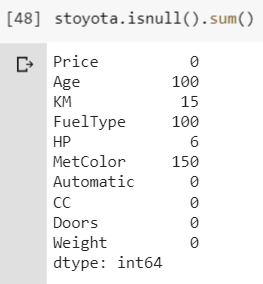 [48] stoyota.isnull().sum()
Price 0
Age 100
KM 15
FuelType 100
HP 6
MetColor 150
Automatic 0
CC 0
Doors 0
Weight 0
dtype: int64